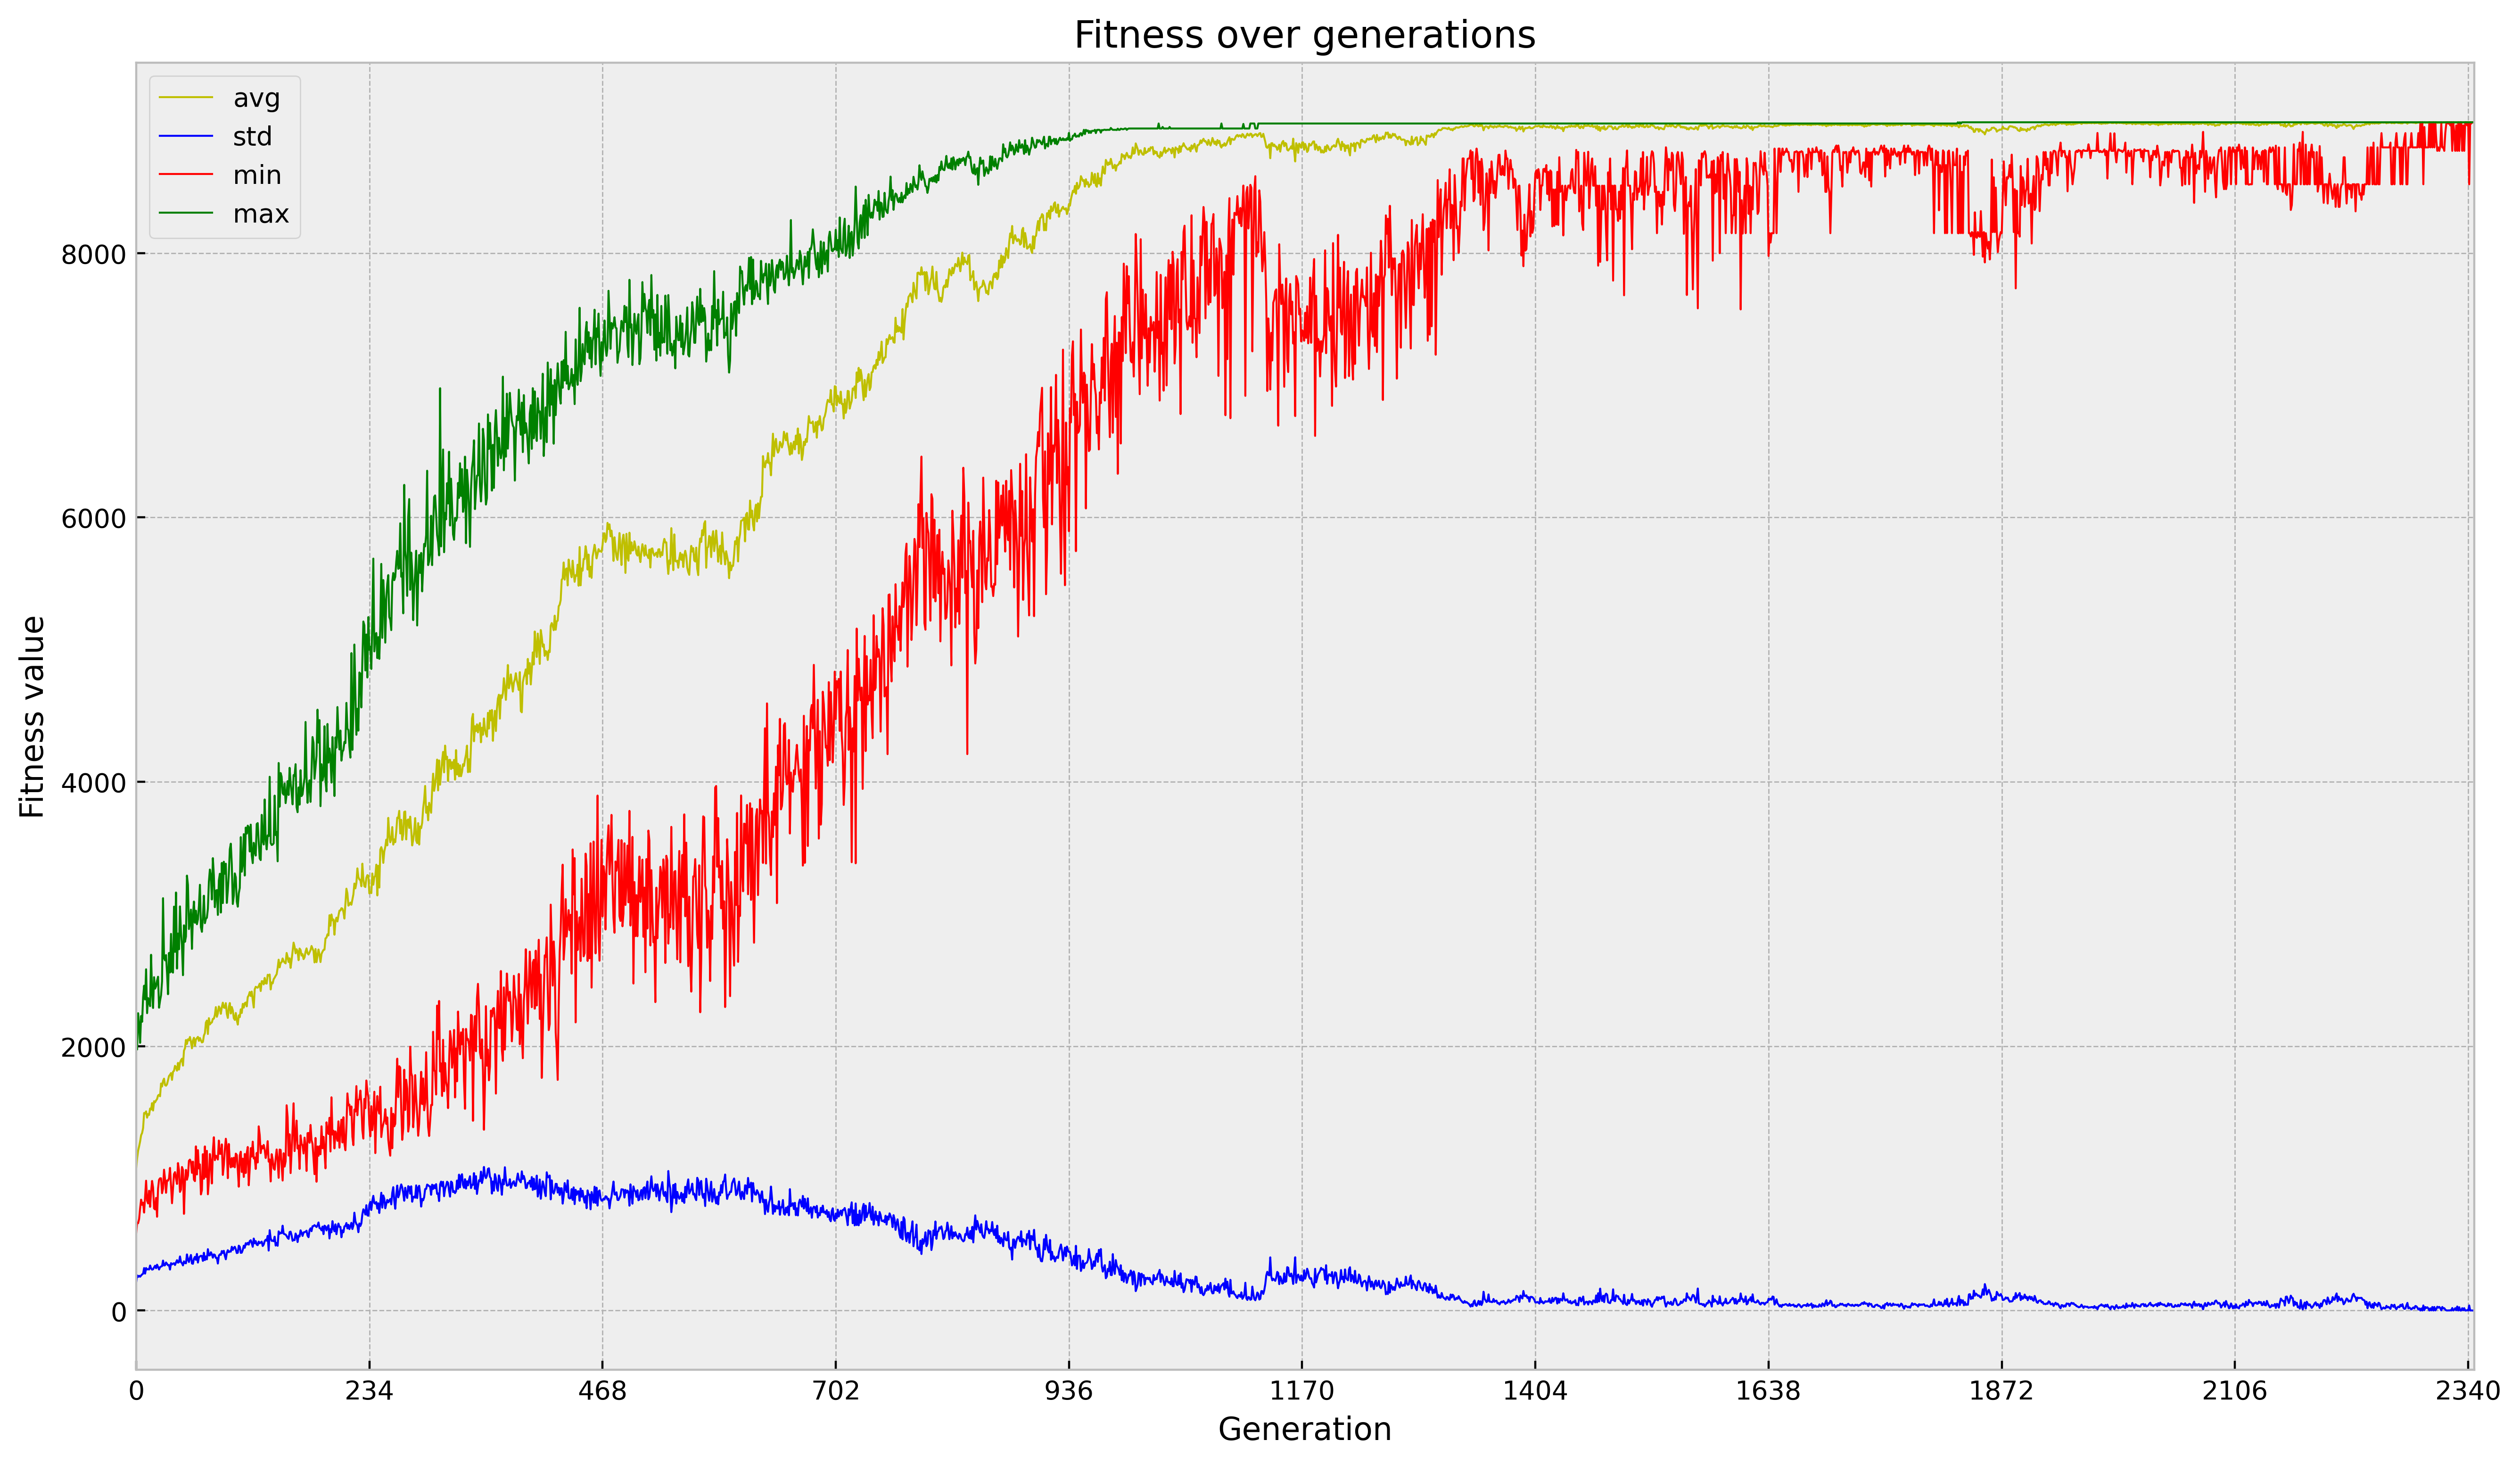 Fitness over generations
avg
std
min
max
Fitness value
8000
6000
4000
2000
0
0 234 468 702 936 1170 1404 1638 1872 2106 2340
Generation